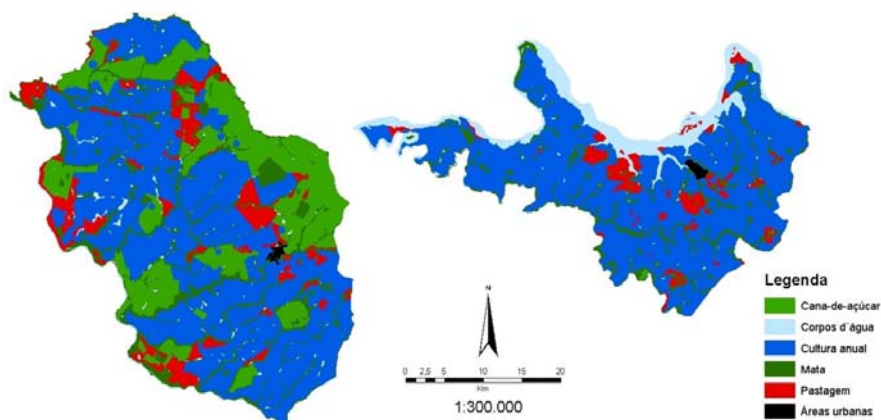 N
0 2,5 5 10 15 20
Km
1:300.000
Legenda
Cana-de-açúcar
Corpos d´água
Cultura anual
Mata
Pastagem
Áreas urbanas